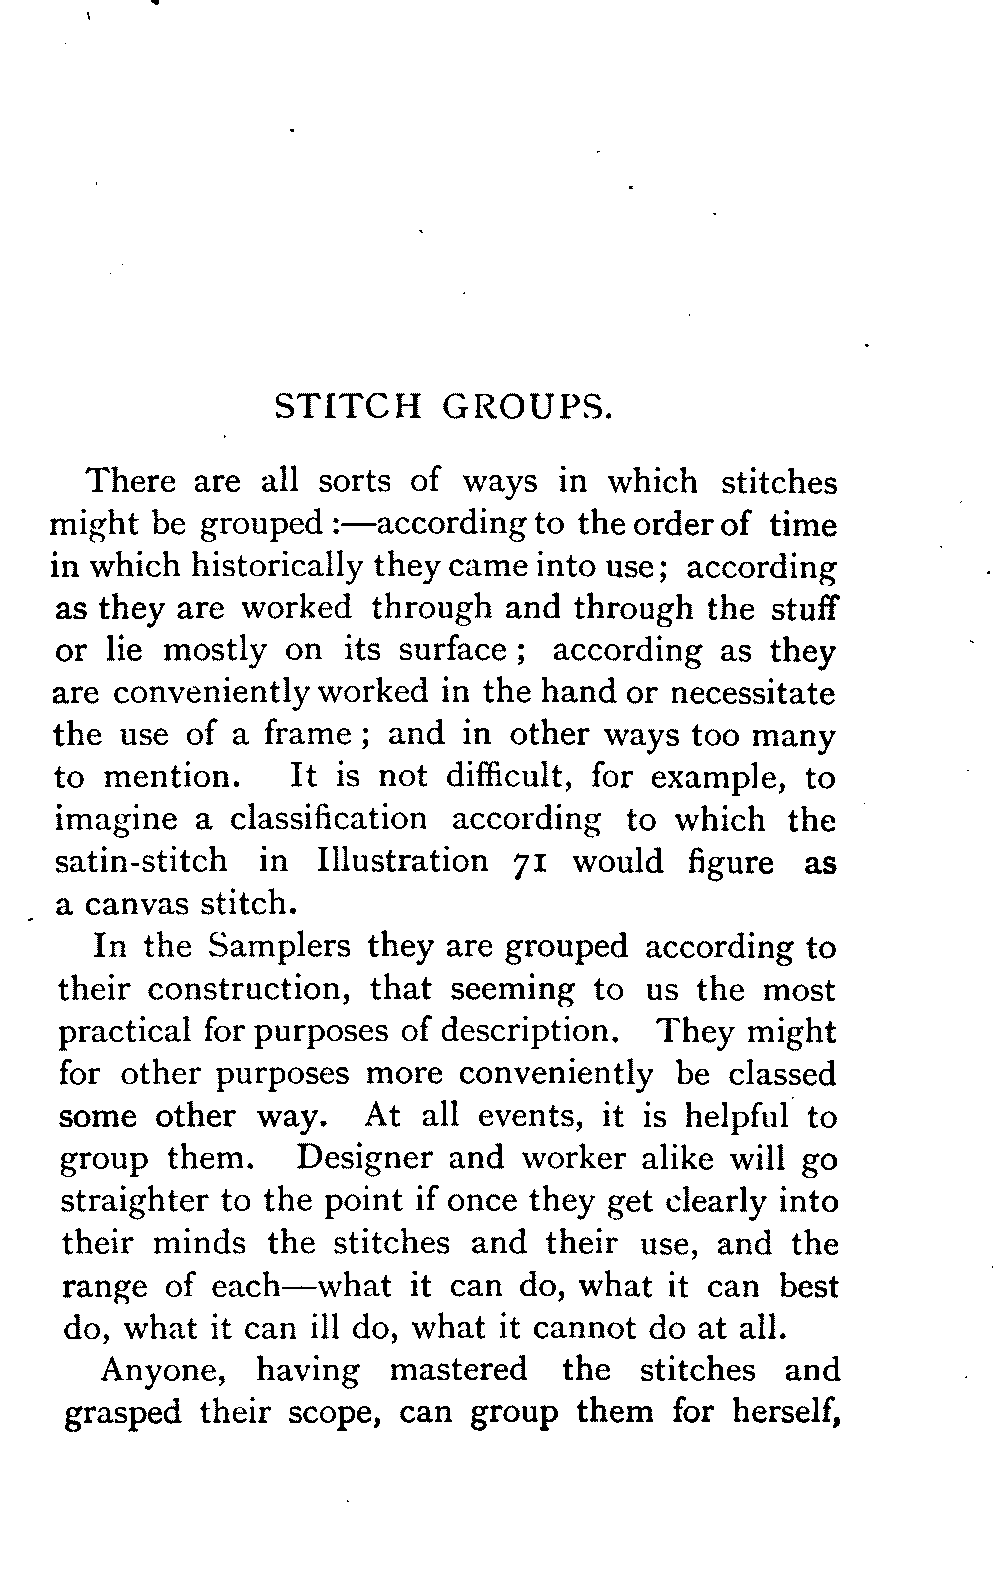 STITCH GROUPS.
There are all sorts of ways in which stitches
might be grouped :—according to the order of time
in which historically they came into use; according
as they are worked through and through the stuff
or lie mostly on its surface ; according as they
are conveniently worked in the hand or necessitate
the use of a frame ; and in other ways too many
to mention. It is not difficult, for example, to
imagine a classification according to which the
satin-stitch in Illustration 71 would figure as
a canvas stitch.
In the Samplers they are grouped according to
their construction, that seeming to us the most
practical for purposes of description. They might
for other purposes more conveniently be classed
some other way. At all events, it is helpful to
group them. Designer and worker alike will go
straighter to the point if once they get clearly into
their minds the stitches and their use, and the
range of each—what it can do, what it can best
do, what it can ill do, what it cannot do at all.
Anyone, having mastered the stitches and
grasped their scope, can group them for herself,